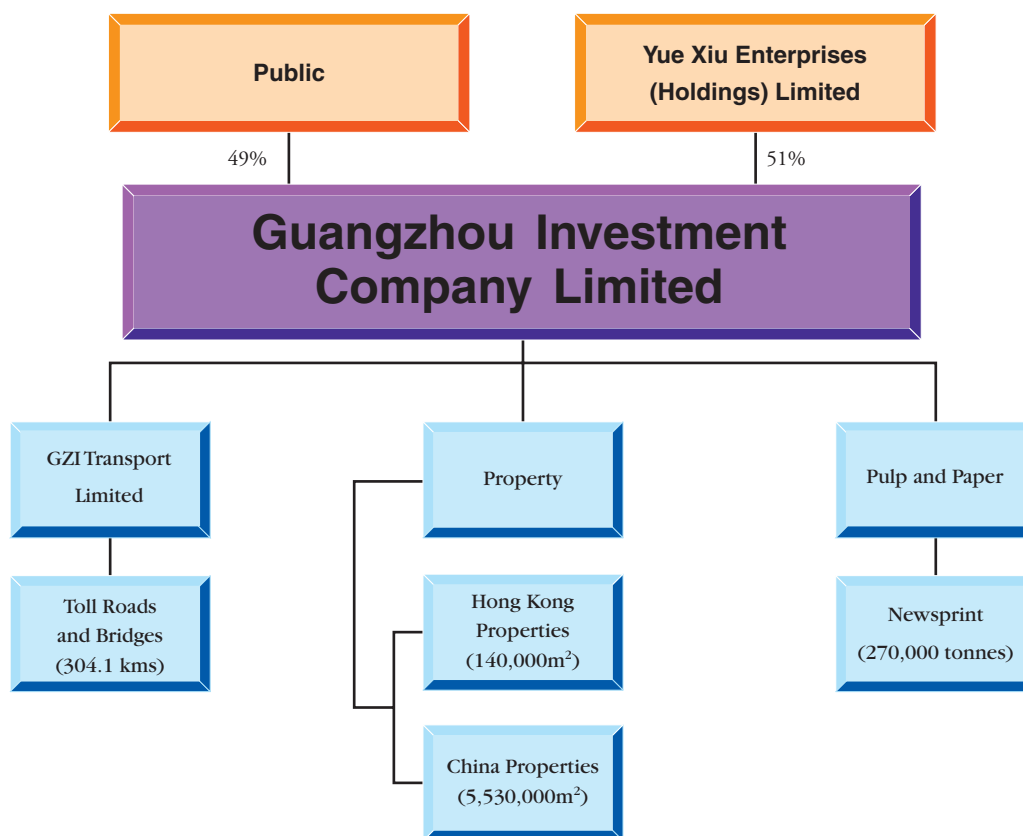 Public
Yue Xiu Enterprises
(Holdings) Limited
49%
51%
Guangzhou Investment
Company Limited
GZI Transport
Limited
Property
Pulp and Paper
Toll Roads
and Bridges
(304.1 kms)
Hong Kong
Properties
(140,000m²)
Newsprint
(270,000 tonnes)
China Properties
(5,530,000m²)